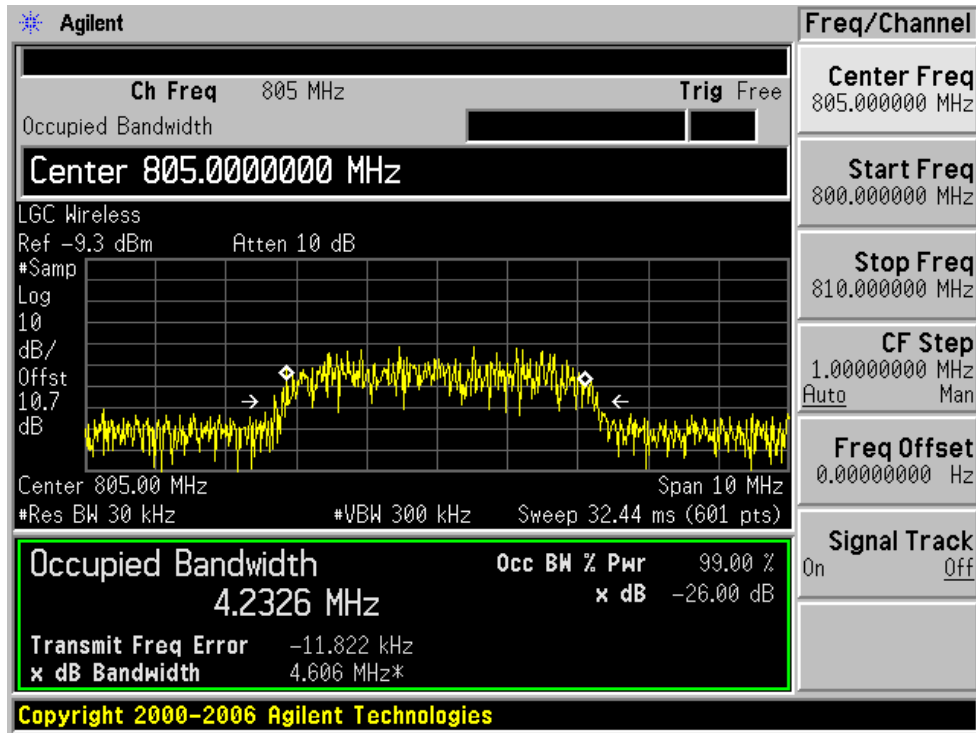 Agilent
Freq/Channel
Ch Freq 805 MHz Trig Free
Occupied Bandwidth
Center 805.0000000 MHz
LGC Wireless
Ref -9.3 dBm Atten 10 dB
#Samp
Log
10
dB/
Offst
10.7
dB
Center 805.00 MHz Span 10 MHz
#Res BW 30 kHz #VBW 300 kHz Sweep 32.44 ms (601 pts)
Occupied Bandwidth
4.2326 MHz
Occ BW % Pwr 99.00 %
x dB -26.00 dB
Transmit Freq Error -11.822 kHz
x dB Bandwidth 4.606 MHz*
Copyright 2000-2006 Agilent Technologies
Center Freq
805.000000 MHz
Start Freq
800.000000 MHz
Stop Freq
810.000000 MHz
CF Step
1.00000000 MHz
Auto Man
Freq Offset
0.00000000 Hz
Signal Track
On Off